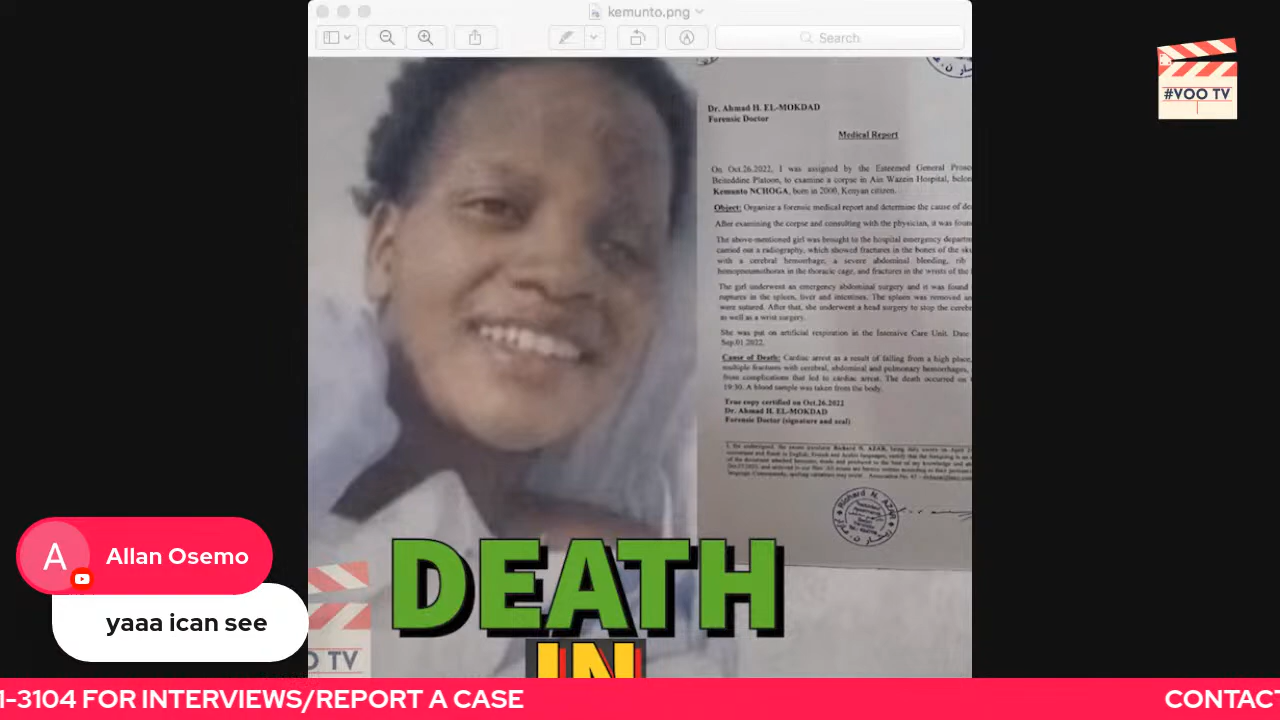 kemunto.png
Search
#VOO TV
Dr. Ahmad H. EL-MOKDAD
Forensic Doctor
Medical Report
On Oct.26.2022, I was assigned by the Esteemed General
Beiteddine Platoon, to examine a corpse in Ain Wazein Hospital,
Kemunto NCHOGA, born in 2000, Kenyan citizen.
Object: Organize a forensic medical report and determine the cause of
After examining the corpse and consulting with the physician, it was
The above-mentioned girl was brought to the hospital emergency
carried out a radiography, which showed fractures in the bones of the
with a cerebral hemorrhage, a severe abdominal bleeding, rib
hemopneumothorax in the thoracic cage, and fractures in the wrists of the
The girl underwent an emergency abdominal surgery and it was found
ruptures in the spleen, liver and intestines. The spleen was removed
were sutured. After that, she underwent a head surgery to stop the
as well as a wrist surgery.
She was put on artificial respiration in the Intensive Care Unit.
Sep.01.2022.
Cause of Death: Cardiac arrest as a result of falling from a high place,
multiple fractures with cerebral, abdominal and pulmonary hemorrhages,
from complications that led to cardiac arrest. The death occurred on
19:30. A blood sample was taken from the body.
True copy certified on Oct.26.2022
Dr. Ahmad H. EL-MOKDAD
Forensic Doctor (signature and seal)
Richard N. AZAR
DEATH
IN
O TV
A
Allan Osemo
yaaa ican see
1-3104 FOR INTERVIEWS/REPORT A CASE
CONTACT